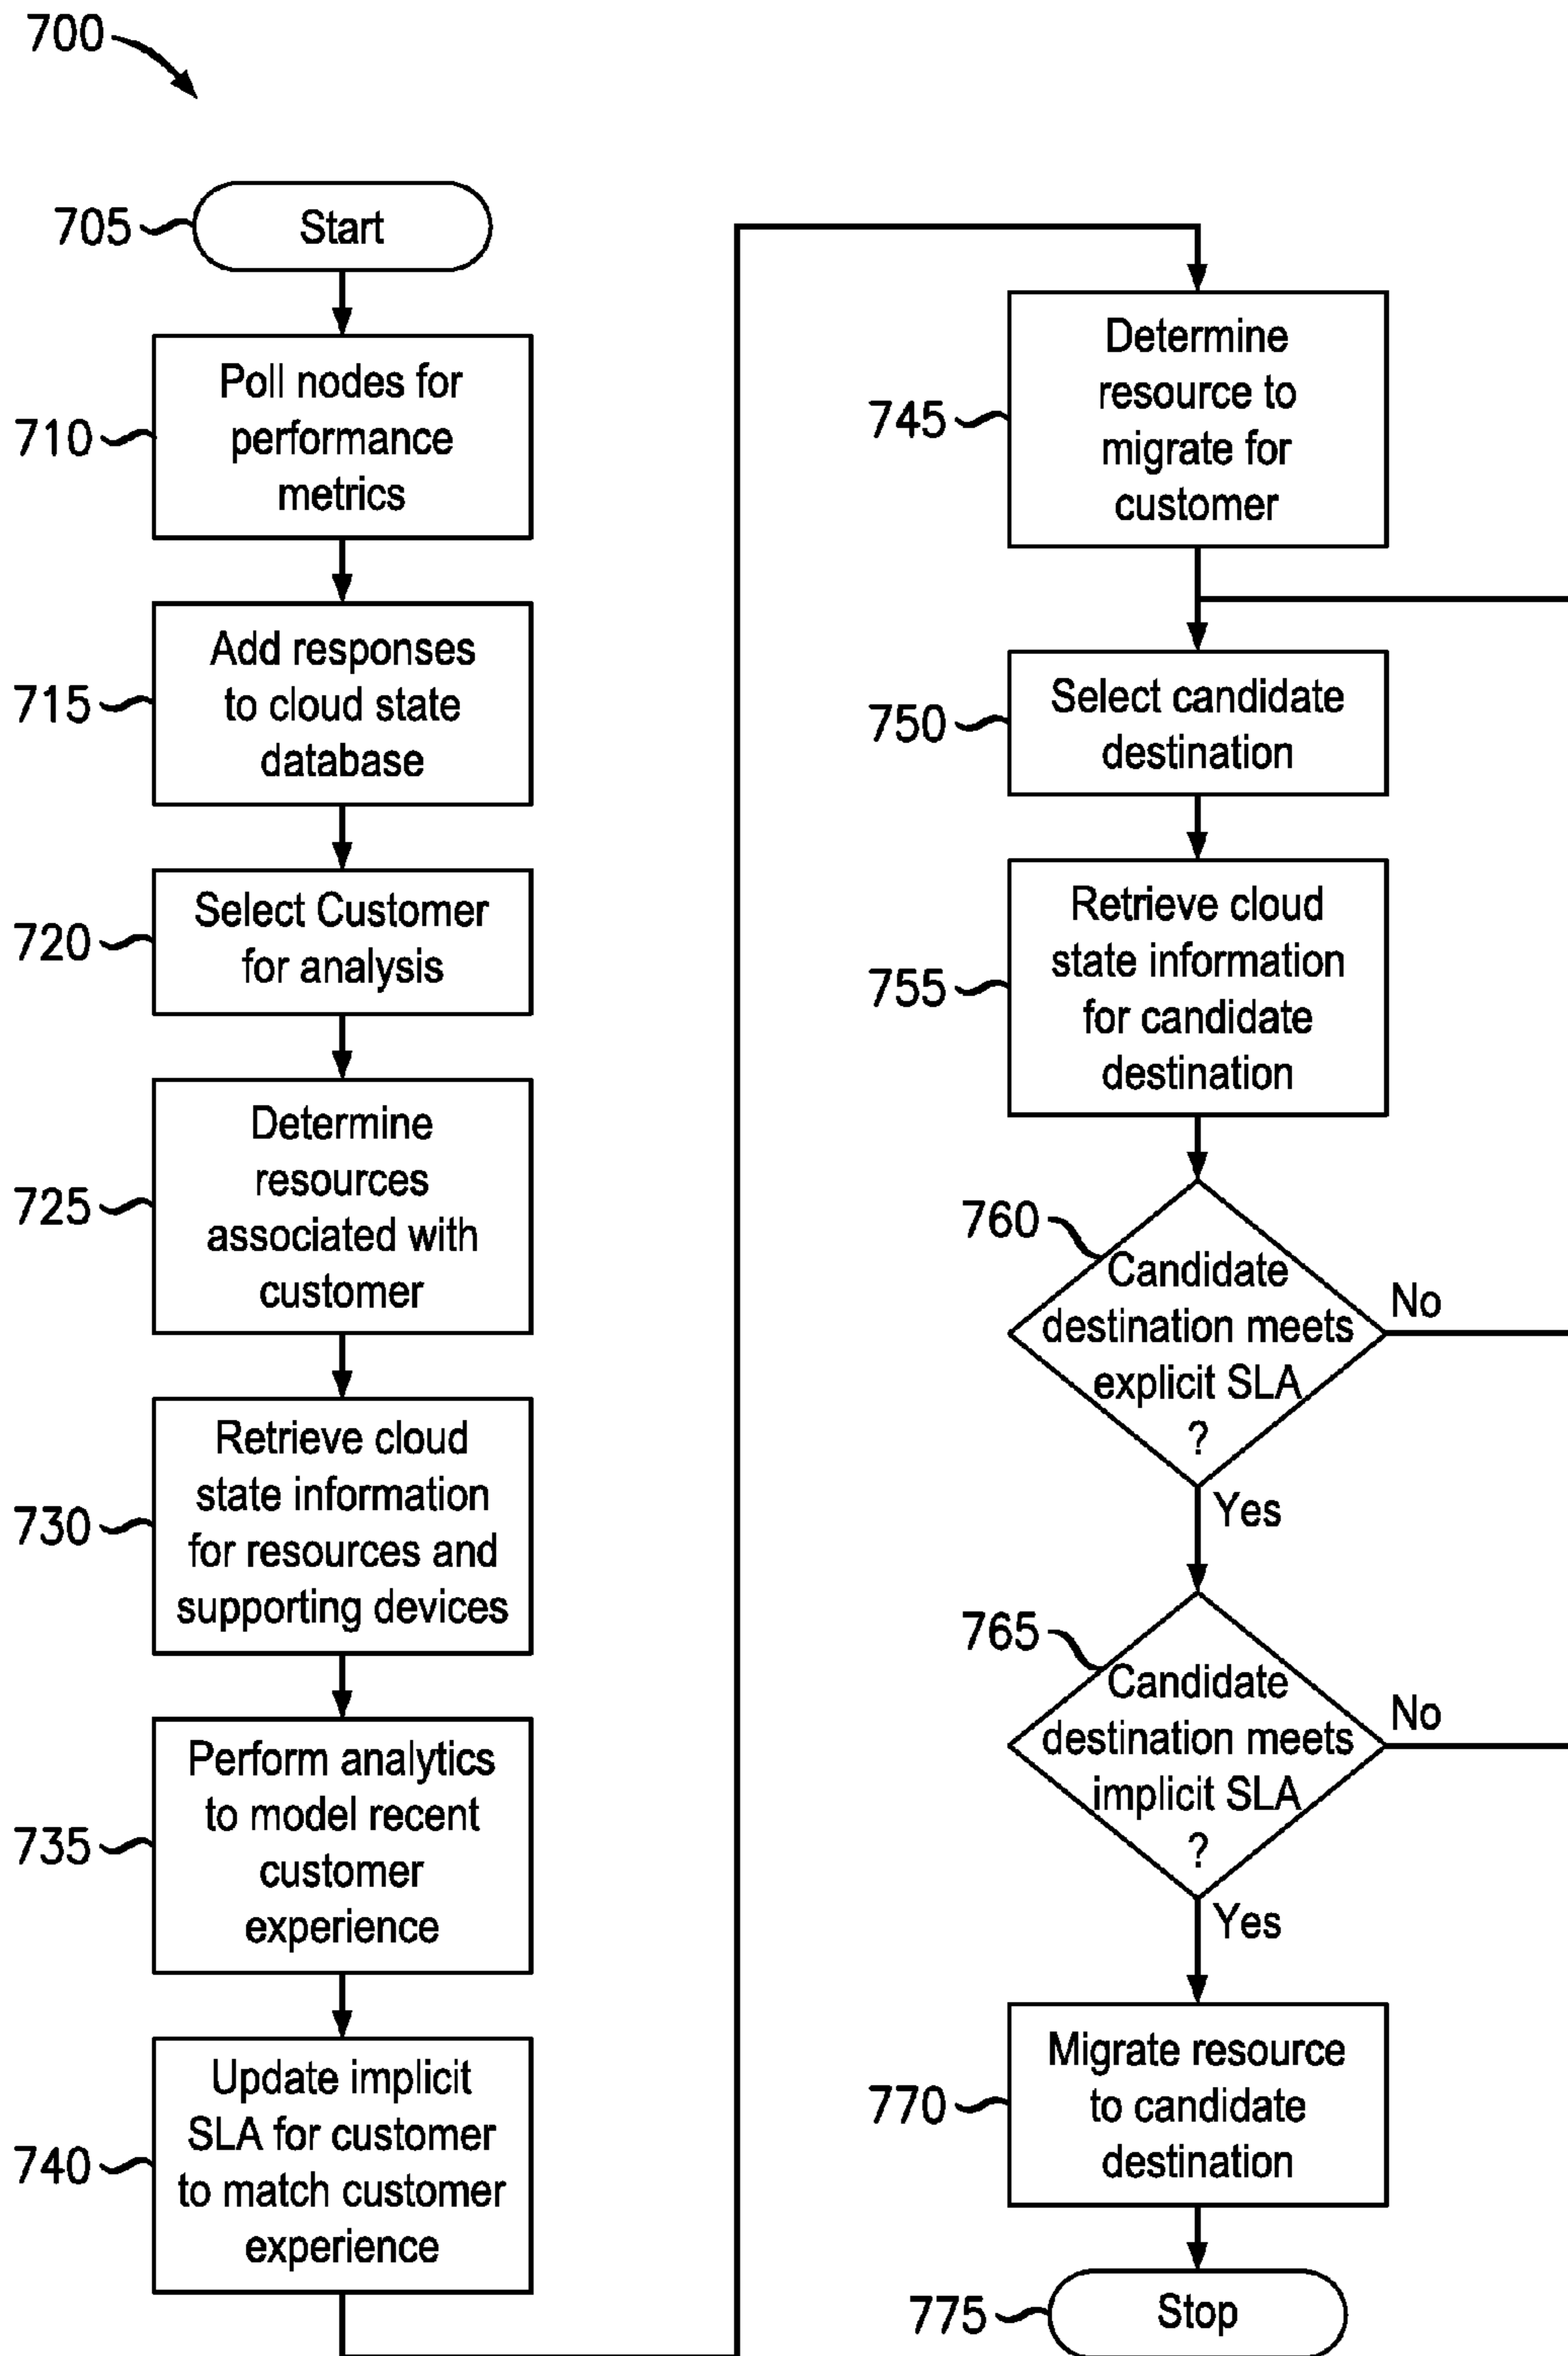 700
705
Start
710
Poll nodes for
performance
metrics
715
Add responses
to cloud state
database
720
Select Customer
for analysis
725
Determine
resources
associated with
customer
730
Retrieve cloud
state information
for resources and
supporting devices
735
Perform analytics
to model recent
customer
experience
740
Update implicit
SLA for customer
to match customer
experience
745
Determine
resource to
migrate for
customer
750
Select candidate
destination
755
Retrieve cloud
state information
for candidate
destination
760
Candidate
destination meets
explicit SLA
?
No
Yes
765
Candidate
destination meets
implicit SLA
?
No
Yes
770
Migrate resource
to candidate
destination
775
Stop